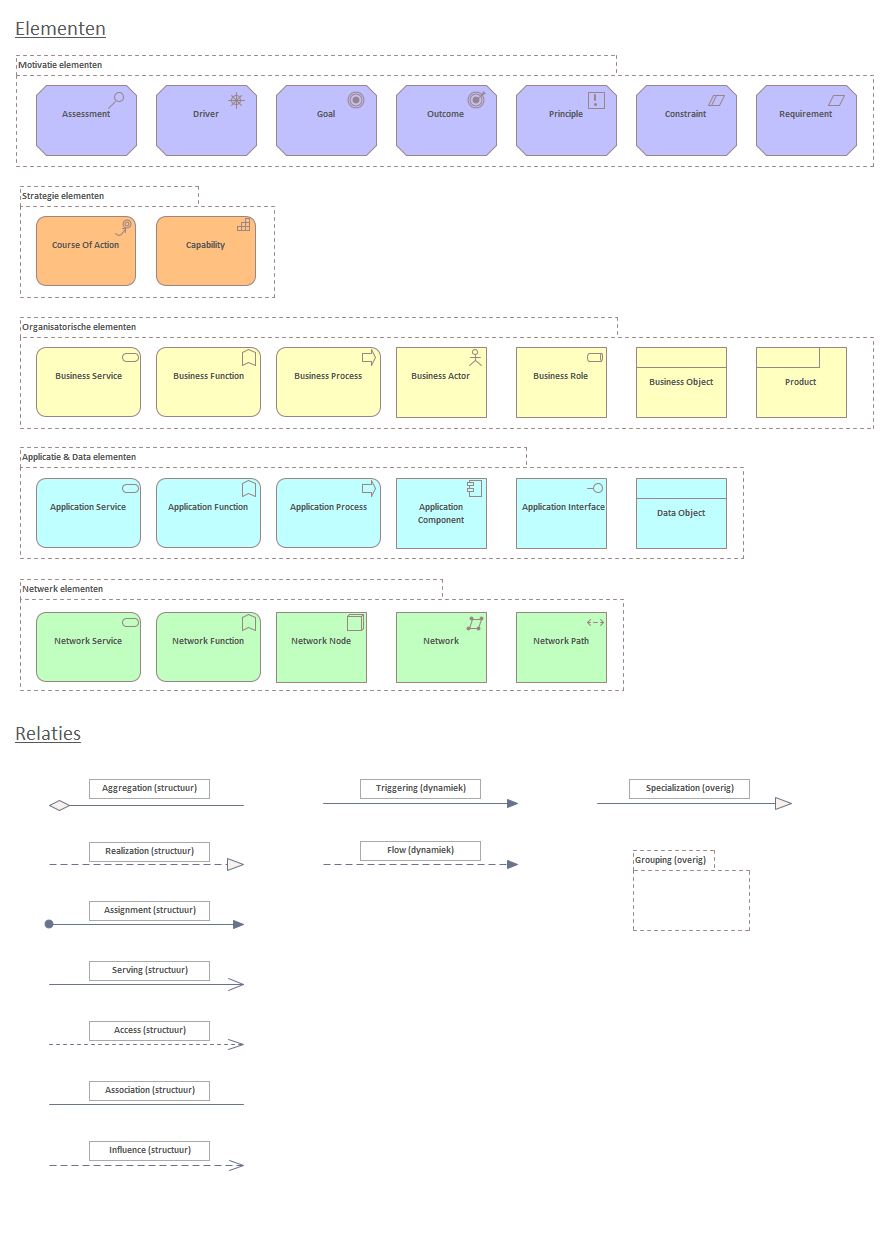 Elementen
Motivatie elementen
Assessment
Driver
Goal
Outcome
Principle
Constraint
Requirement
Strategie elementen
Course Of Action
Capability
Organisatorische elementen
Business Service
Business Function
Business Process
Business Actor
Business Role
Business Object
Product
Applicatie & Data elementen
Application Service
Application Function
Application Process
Application
Component
Application Interface
Data Object
Netwerk elementen
Network Service
Network Function
Network Node
Network
Network Path
Relaties
Aggregation (structuur)
Triggering (dynamiek)
Specialization (overig)
Realization (structuur)
Flow (dynamiek)
Grouping (overig)
Assignment (structuur)
Serving (structuur)
Access (structuur)
Association (structuur)
Influence (structuur)